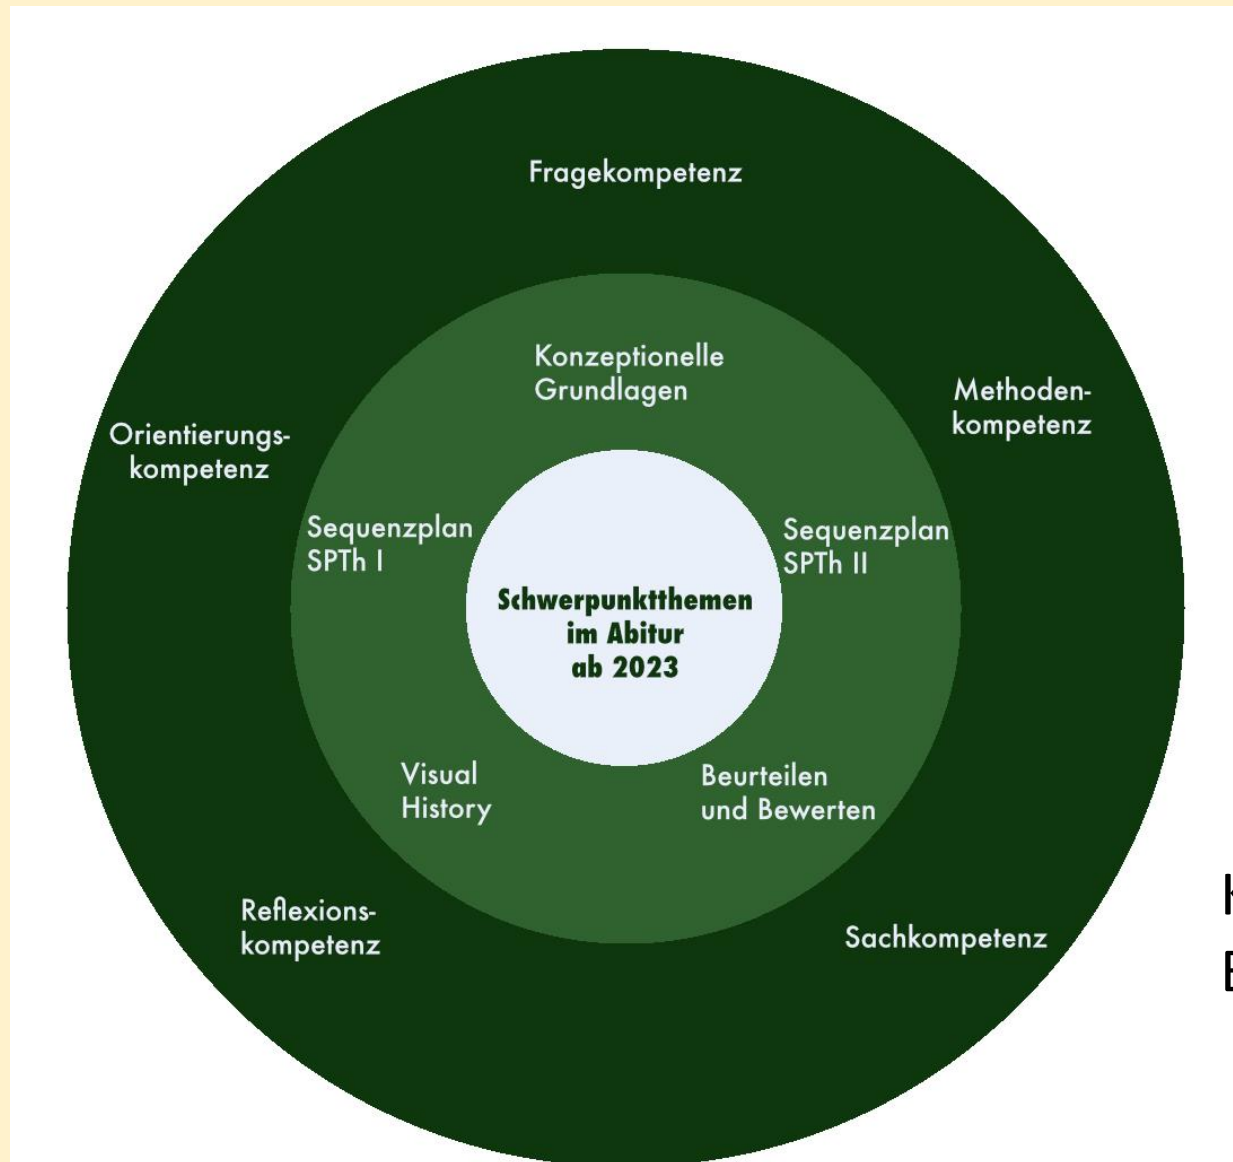 Fragekompetenz
Konzeptionelle
Grundlagen
Methoden-
kompetenz
Orientierungs-
kompetenz
Sequenzplan
SPTh I
Sequenzplan
SPTh II
Schwerpunktthemen
im Abitur
ab 2023
Visual
History
Beurteilen
und Bewerten
Reflexions-
kompetenz
Sachkompetenz